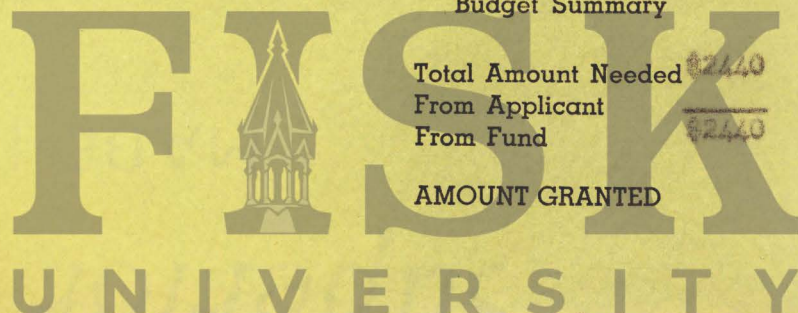 Budget Summary
Total Amount Needed $2440
From Applicant
From Fund $2440
AMOUNT GRANTED
FISK
UNIVERSITY